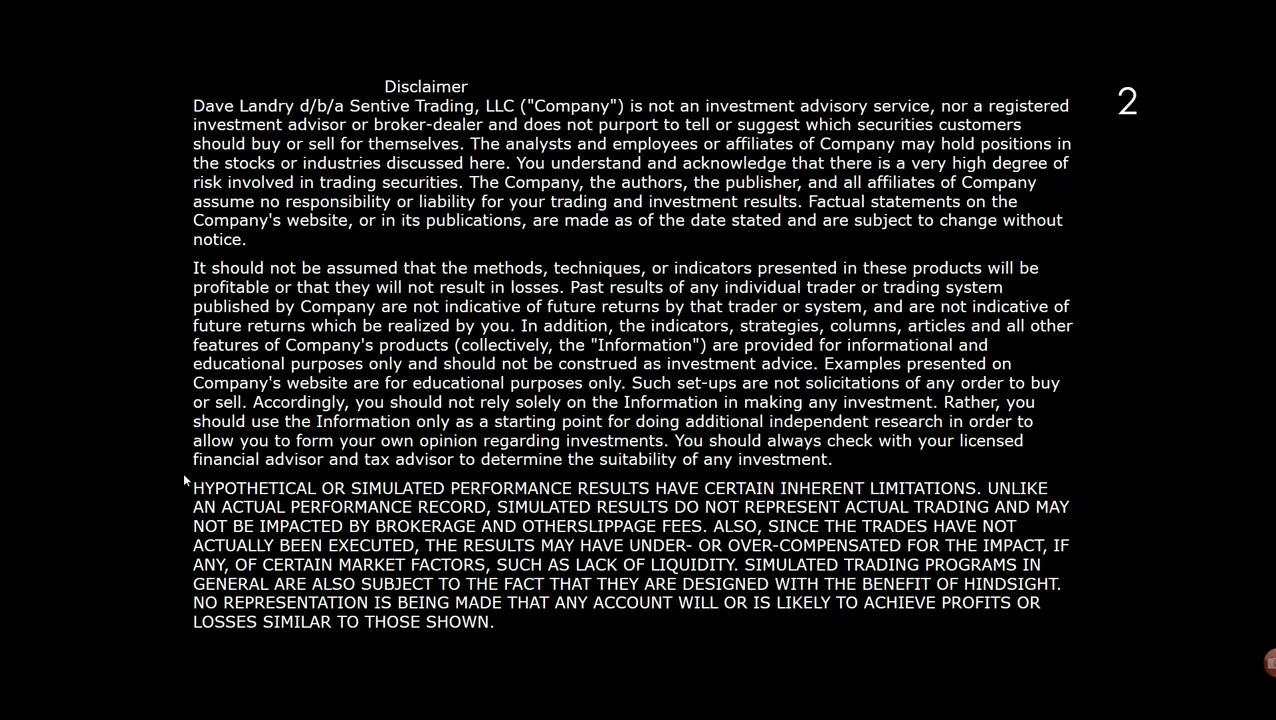 Disclaimer
2
Dave Landry d/b/a Sentive Trading, LLC ("Company") is not an investment advisory service, nor a registered
investment advisor or broker-dealer and does not purport to tell or suggest which securities customers
should buy or sell for themselves. The analysts and employees or affiliates of Company may hold positions in
the stocks or industries discussed here. You understand and acknowledge that there is a very high degree of
risk involved in trading securities. The Company, the authors, the publisher, and all affiliates of Company
assume no responsibility or liability for your trading and investment results. Factual statements on the
Company's website, or in its publications, are made as of the date stated and are subject to change without
notice.
It should not be assumed that the methods, techniques, or indicators presented in these products will be
profitable or that they will not result in losses. Past results of any individual trader or trading system
published by Company are not indicative of future returns by that trader or system, and are not indicative of
future returns which be realized by you. In addition, the indicators, strategies, columns, articles and all other
features of Company's products (collectively, the "Information") are provided for informational and
educational purposes only and should not be construed as investment advice. Examples presented on
Company's website are for educational purposes only. Such set-ups are not solicitations of any order to buy
or sell. Accordingly, you should not rely solely on the Information in making any investment. Rather, you
should use the Information only as a starting point for doing additional independent research in order to
allow you to form your own opinion regarding investments. You should always check with your licensed
financial advisor and tax advisor to determine the suitability of any investment.
HYPOTHETICAL OR SIMULATED PERFORMANCE RESULTS HAVE CERTAIN INHERENT LIMITATIONS. UNLIKE
AN ACTUAL PERFORMANCE RECORD, SIMULATED RESULTS DO NOT REPRESENT ACTUAL TRADING AND MAY
NOT BE IMPACTED BY BROKERAGE AND OTHERSLIPPAGE FEES. ALSO, SINCE THE TRADES HAVE NOT
ACTUALLY BEEN EXECUTED, THE RESULTS MAY HAVE UNDER- OR OVER-COMPENSATED FOR THE IMPACT, IF
ANY, OF CERTAIN MARKET FACTORS, SUCH AS LACK OF LIQUIDITY. SIMULATED TRADING PROGRAMS IN
GENERAL ARE ALSO SUBJECT TO THE FACT THAT THEY ARE DESIGNED WITH THE BENEFIT OF HINDSIGHT.
NO REPRESENTATION IS BEING MADE THAT ANY ACCOUNT WILL OR IS LIKELY TO ACHIEVE PROFITS OR
LOSSES SIMILAR TO THOSE SHOWN.